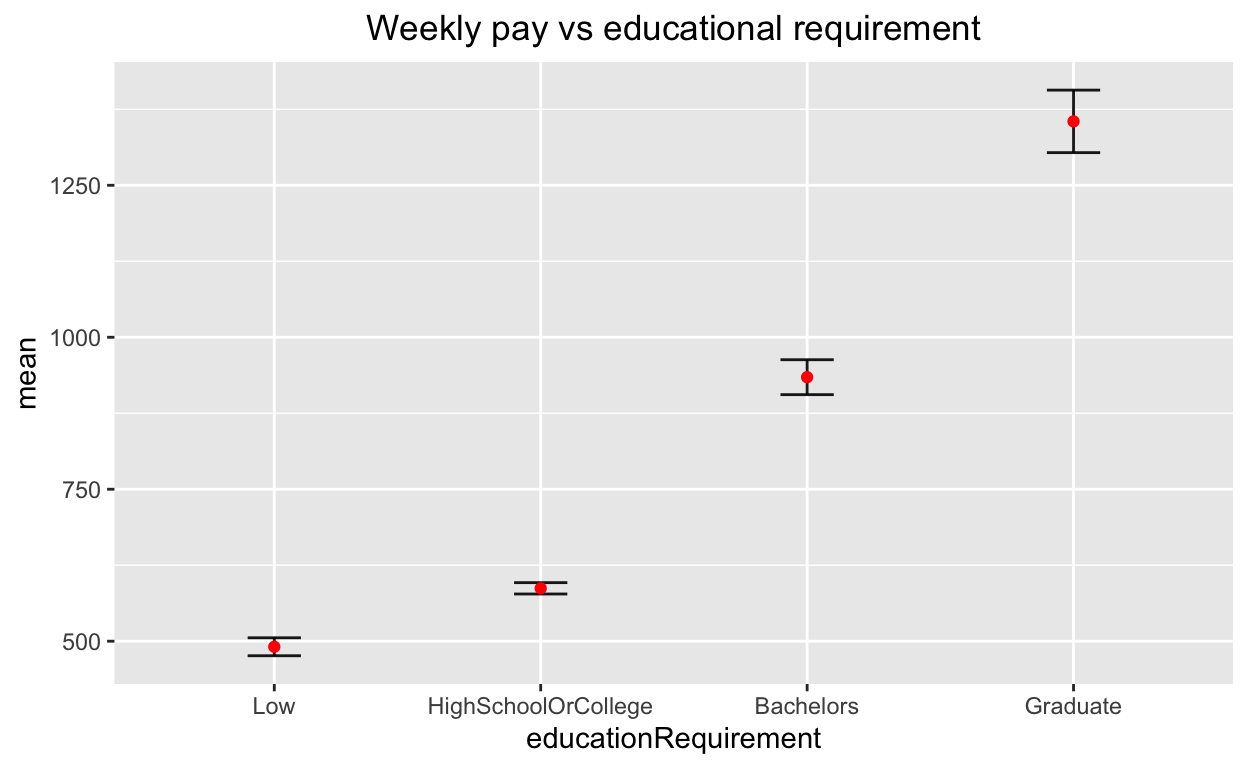 Weekly pay vs educational requirement
mean
1250
1000
750
500
Low HighSchoolOrCollege Bachelors Graduate
educationRequirement